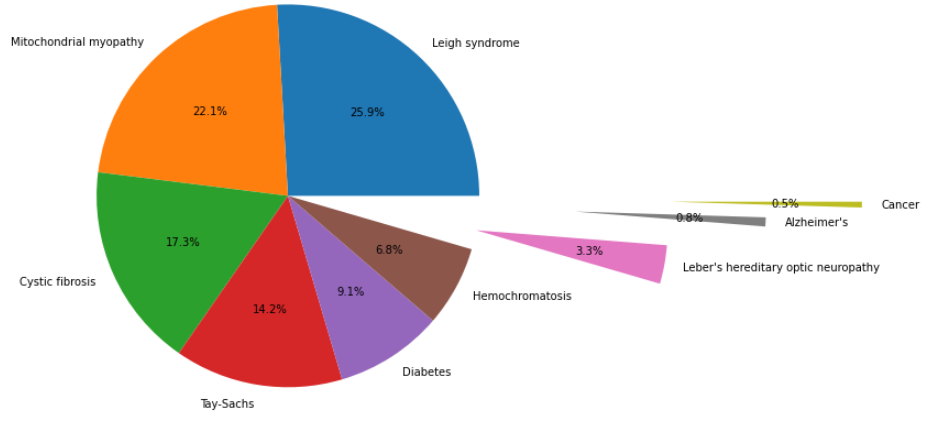 Mitochondrial myopathy
Leigh syndrome
22.1%
25.9%
Cancer
0.5%
Alzheimer's
0.8%
17.3%
6.8%
3.3%
Leber's hereditary optic neuropathy
Cystic fibrosis
9.1%
Hemochromatosis
14.2%
Diabetes
Tay-Sachs